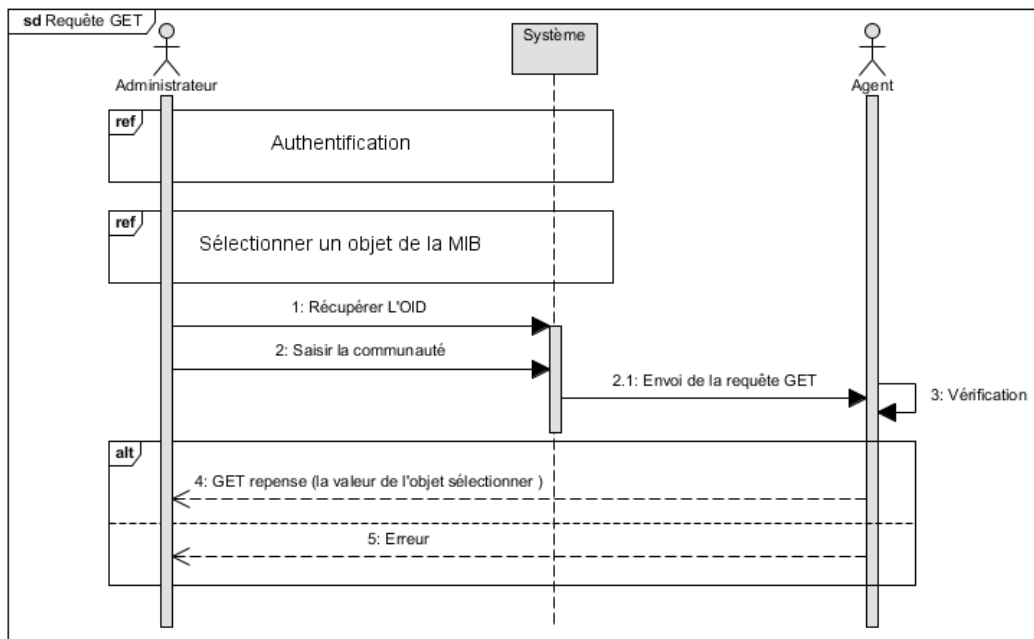 sd Requête GET
Système
Administrateur
Agent
ref
Authentification
ref
Sélectionner un objet de la MIB
1: Récupérer L'OID
2: Saisir la communauté
2.1: Envoi de la requête GET
3: Vérification
alt
4: GET repense (la valeur de l'objet sélectionner )
5: Erreur